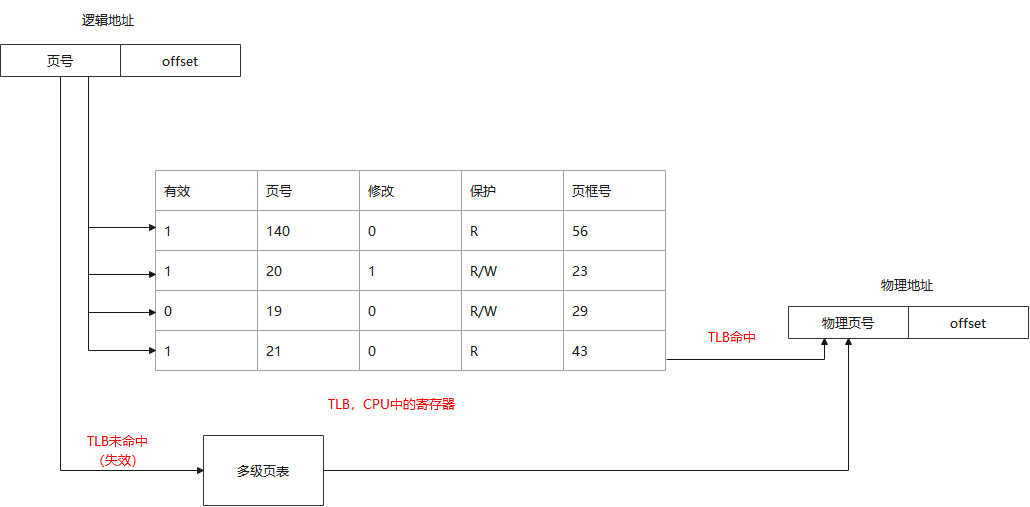 逻辑地址
页号 offset
有效 页号 修改 保护 页框号
1 140 0 R 56
1 20 1 R/W 23
0 19 0 R/W 29
1 21 0 R 43
物理地址
物理页号 offset
TLB命中
TLB，CPU中的寄存器
TLB未命中
（失效）
多级页表